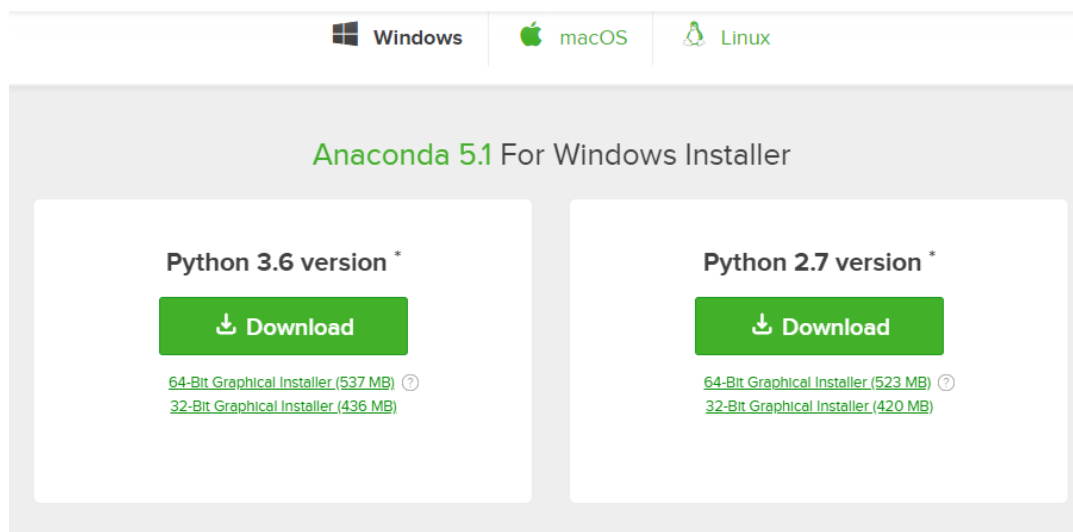 Windows macOS Linux
Anaconda 5.1 For Windows Installer
Python 3.6 version *
Download
64-Bit Graphical Installer (537 MB) ?
32-Bit Graphical Installer (436 MB)
Python 2.7 version *
Download
64-Bit Graphical Installer (523 MB) ?
32-Bit Graphical Installer (420 MB)